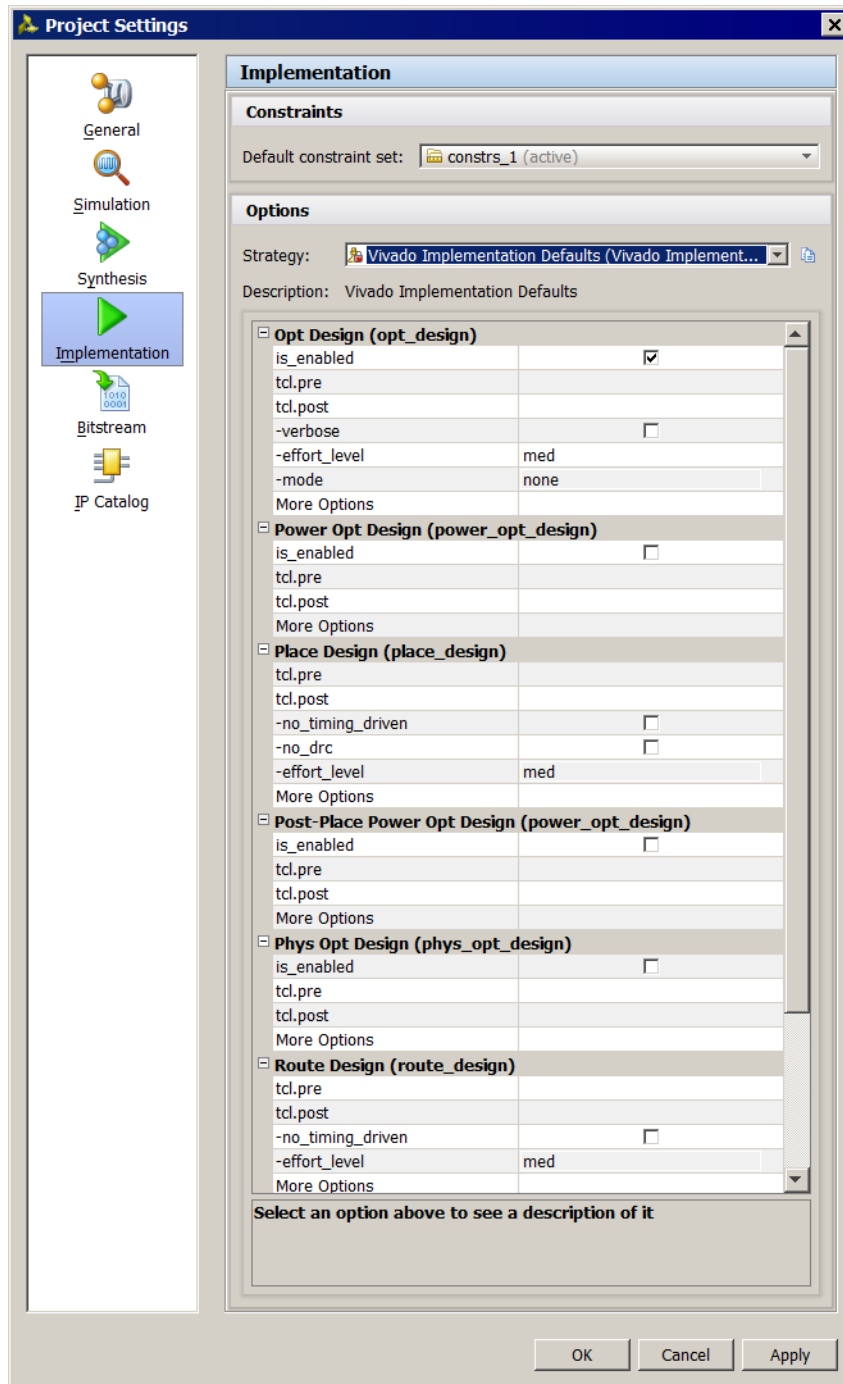 Project Settings
General
Simulation
Synthesis
Implementation
1010
0001
Bitstream
IP Catalog
Implementation
Constraints
Default constraint set: constrs_1 (active)
Options
Strategy: Vivado Implementation Defaults (Vivado Implement...
Description: Vivado Implementation Defaults
Opt Design (opt_design)
is_enabled
tcl.pre
tcl.post
-verbose
-effort_level med
-mode none
More Options
Power Opt Design (power_opt_design)
is_enabled
tcl.pre
tcl.post
More Options
Place Design (place_design)
tcl.pre
tcl.post
-no_timing_driven
-no_drc
-effort_level med
More Options
Post-Place Power Opt Design (power_opt_design)
is_enabled
tcl.pre
tcl.post
More Options
Phys Opt Design (phys_opt_design)
is_enabled
tcl.pre
tcl.post
More Options
Route Design (route_design)
tcl.pre
tcl.post
-no_timing_driven
-effort_level med
More Options
Select an option above to see a description of it
OK Cancel Apply